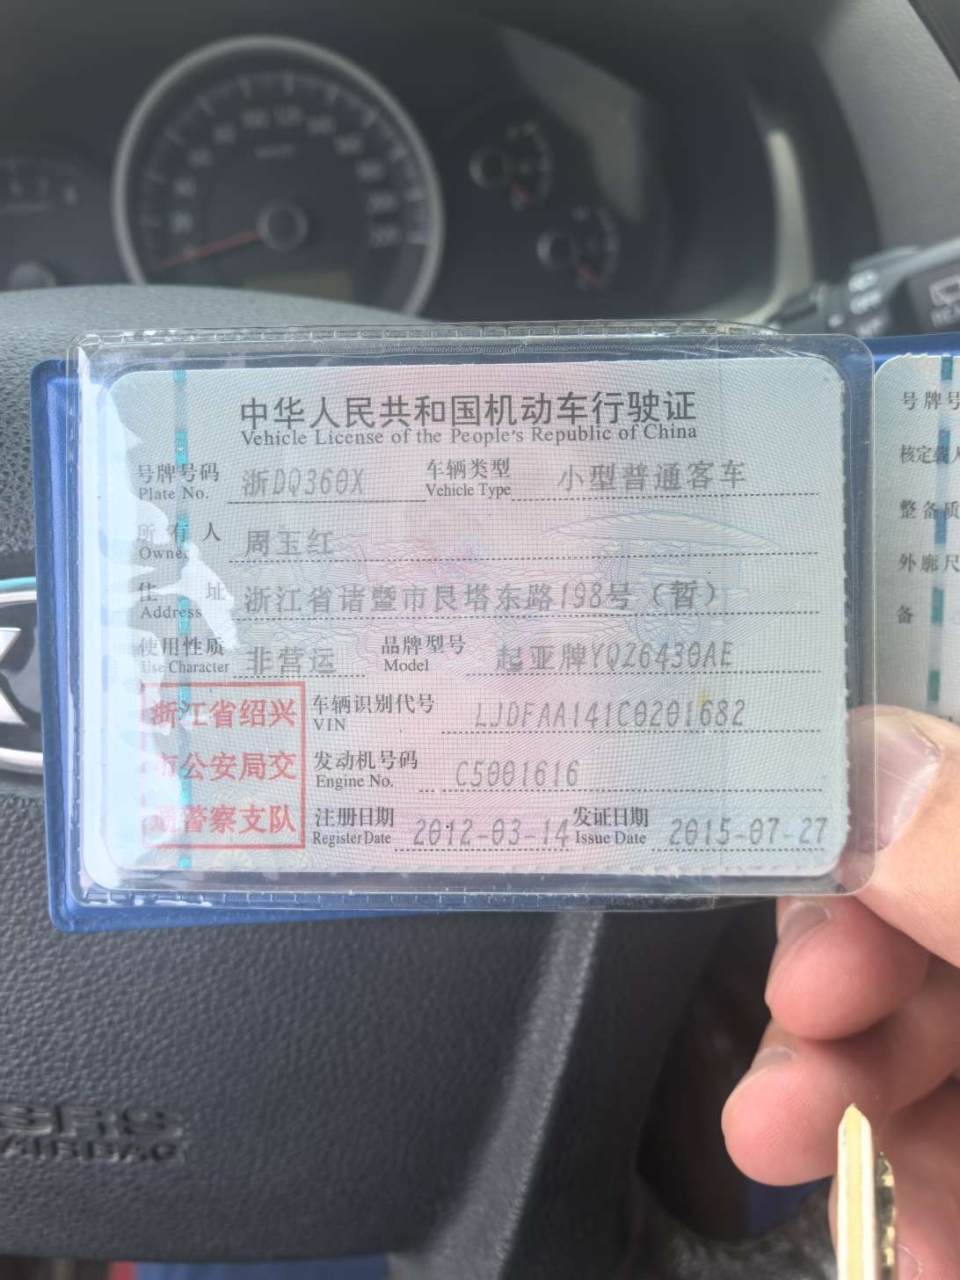 中华人民共和国机动车行驶证
Vehicle License of the People's Republic of China
号牌号码 浙DQ360X 车辆类型 小型普通客车
Plate No. Vehicle Type
所有人 周玉红
Owner
住址 浙江省诸暨市艮塔东路198号（暂）
Address
使用性质 非营运 品牌型号 起亚牌YQZ6430AE
Use Character Model
浙江省绍兴
市公安局交
通警察支队
车辆识别代号 LJDFAA141C0201682
VIN
发动机号码 C5001616
Engine No.
注册日期 2012-03-14 发证日期 2015-07-27
Register Date Issue Date
号牌号
核定载人
整备质
外廓尺
备
SRS
AIRBAG